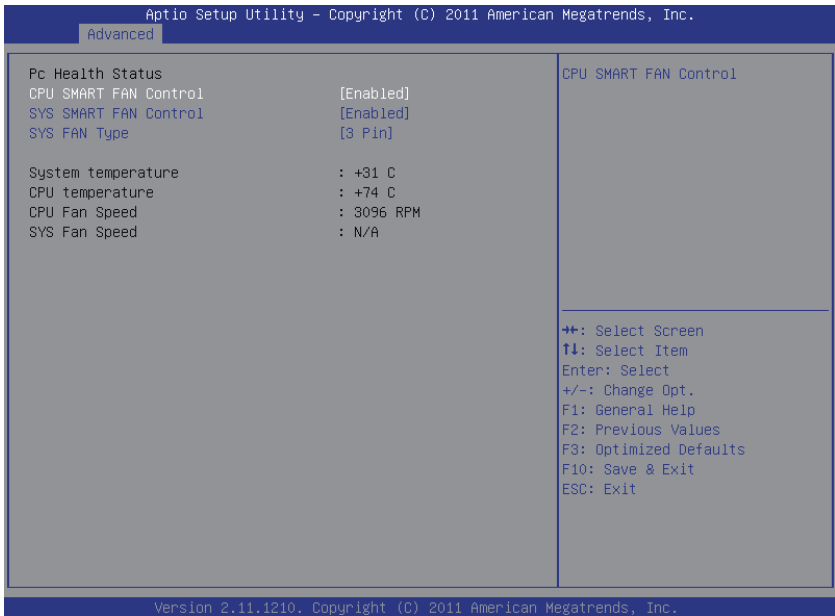 Aptio Setup Utility – Copyright (C) 2011 American Megatrends, Inc.
Advanced
Pc Health Status
CPU SMART FAN Control [Enabled]
SYS SMART FAN Control [Enabled]
SYS FAN Type [3 Pin]
System temperature : +31 C
CPU temperature : +74 C
CPU Fan Speed : 3096 RPM
SYS Fan Speed : N/A
CPU SMART FAN Control
→←: Select Screen
↑↓: Select Item
Enter: Select
+/-: Change Opt.
F1: General Help
F2: Previous Values
F3: Optimized Defaults
F10: Save & Exit
ESC: Exit
Version 2.11.1210. Copyright (C) 2011 American Megatrends, Inc.